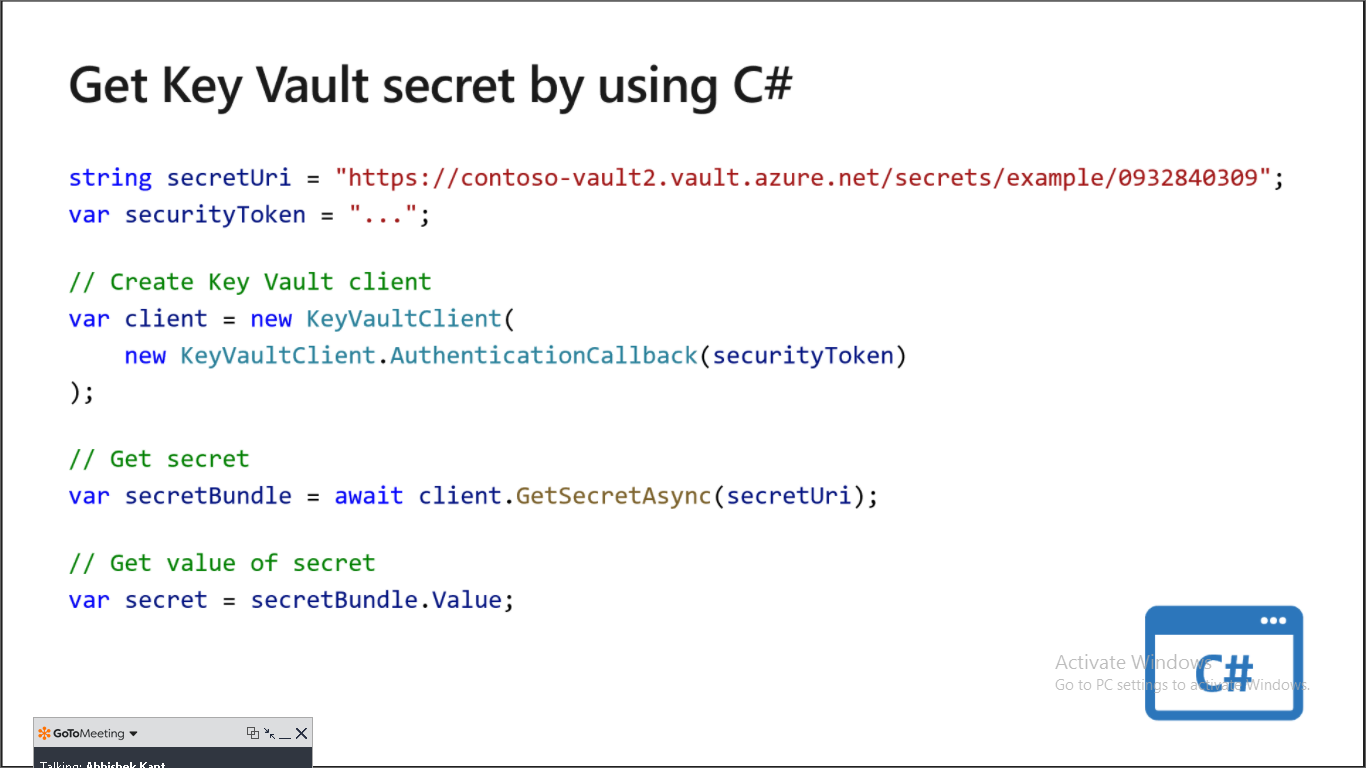 Get Key Vault secret by using C#
string secretUri = "https://contoso-vault2.vault.azure.net/secrets/example/0932840309";
var securityToken = "...";
// Create Key Vault client
var client = new KeyVaultClient(
    new KeyVaultClient.AuthenticationCallback(securityToken)
);
// Get secret
var secretBundle = await client.GetSecretAsync(secretUri);
// Get value of secret
var secret = secretBundle.Value;
C#
Activate Windows
Go to PC settings to activate Windows.
GoToMeeting
Talking: Abhishek Kant